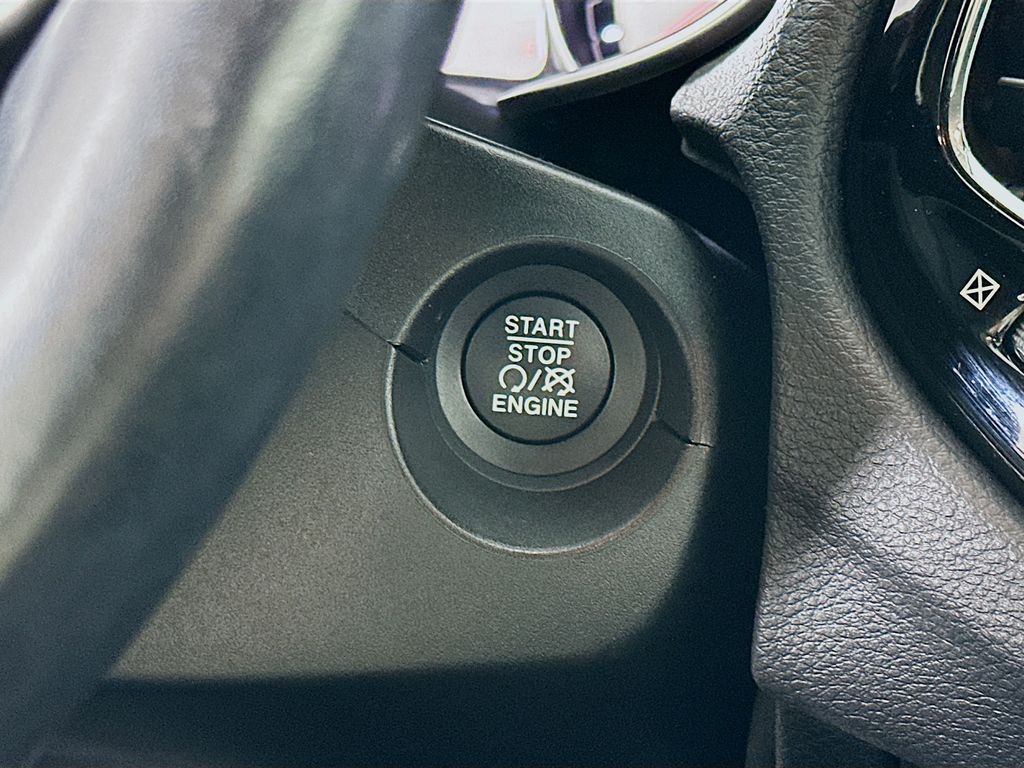 START
STOP
/
ENGINE